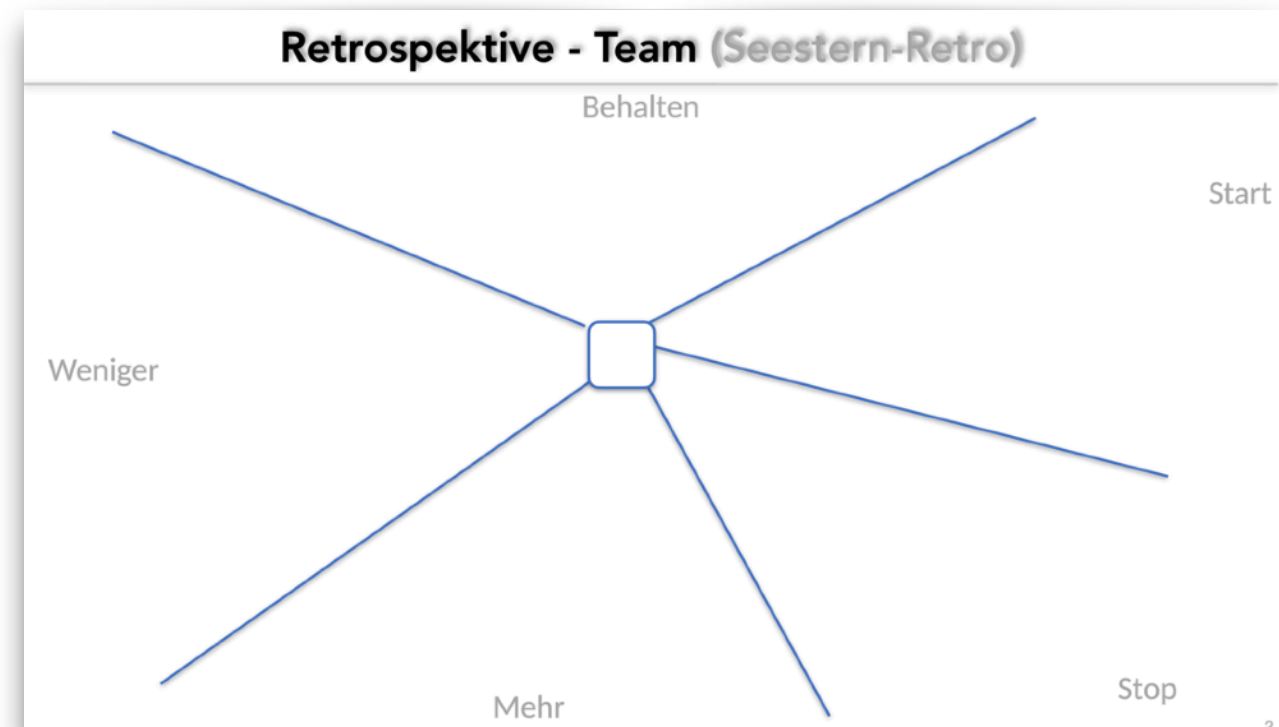 Retrospektive - Team (Seestern-Retro)
Behalten
Start
Weniger
Stop
Mehr